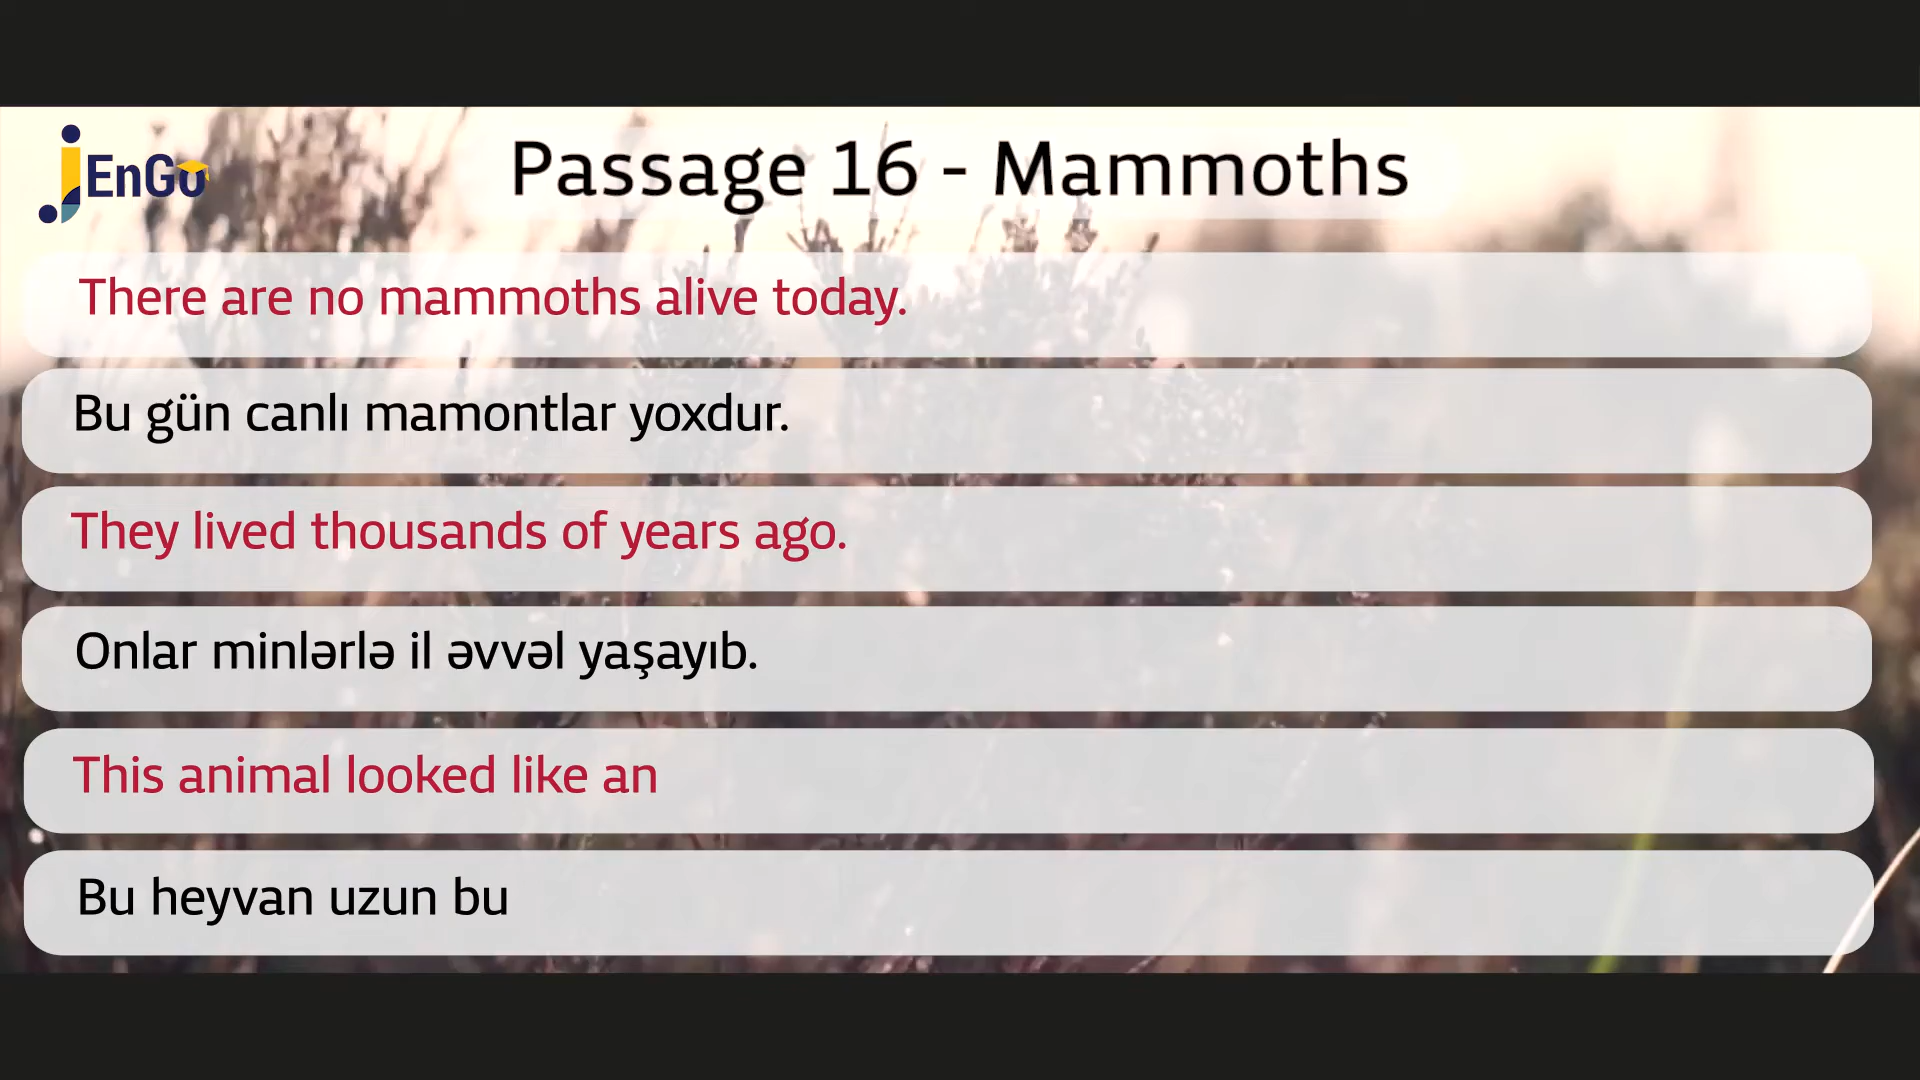 EnGo
Passage 16 - Mammoths
There are no mammoths alive today.
Bu gün canlı mamontlar yoxdur.
They lived thousands of years ago.
Onlar minlərlə il əvvəl yaşayıb.
This animal looked like an
Bu heyvan uzun bu